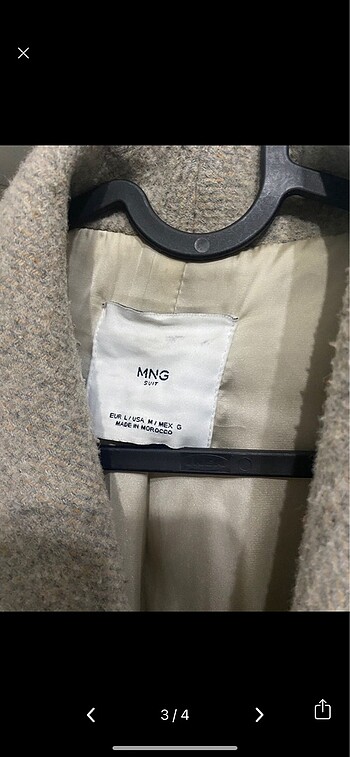 MNG
SUIT
EUR L / USA M / MEX G
MADE IN MOROCCO
3 / 4